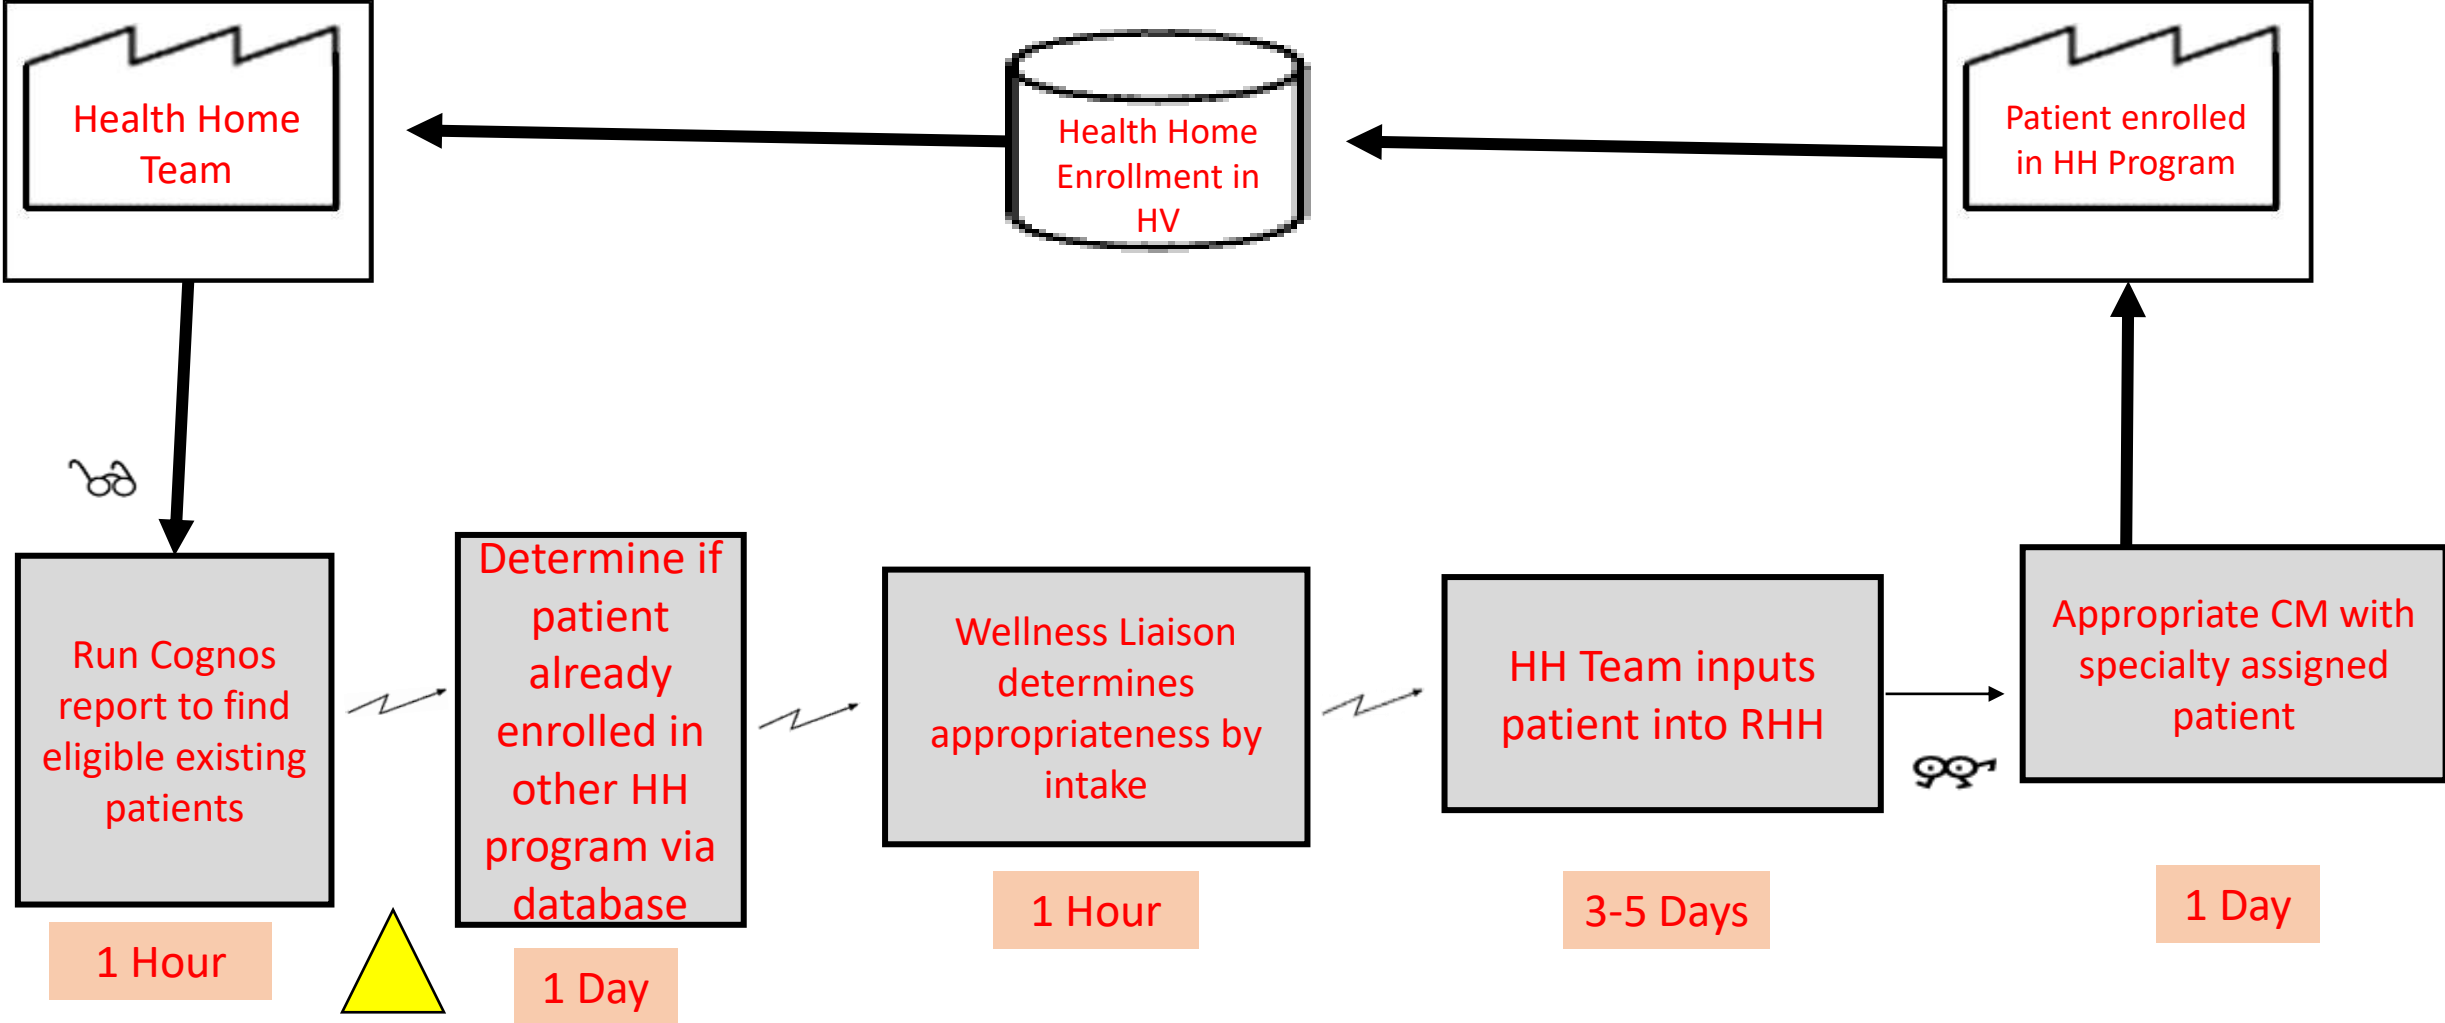 Health Home
Team
Health Home
Enrollment in
HV
Patient enrolled
in HH Program
Run Cognos
report to find
eligible existing
patients
Determine if
patient
already
enrolled in
other HH
program via
database
Wellness Liaison
determines
appropriateness by
intake
HH Team inputs
patient into RHH
Appropriate CM with
specialty assigned
patient
1 Hour
1 Day
1 Hour
3-5 Days
1 Day